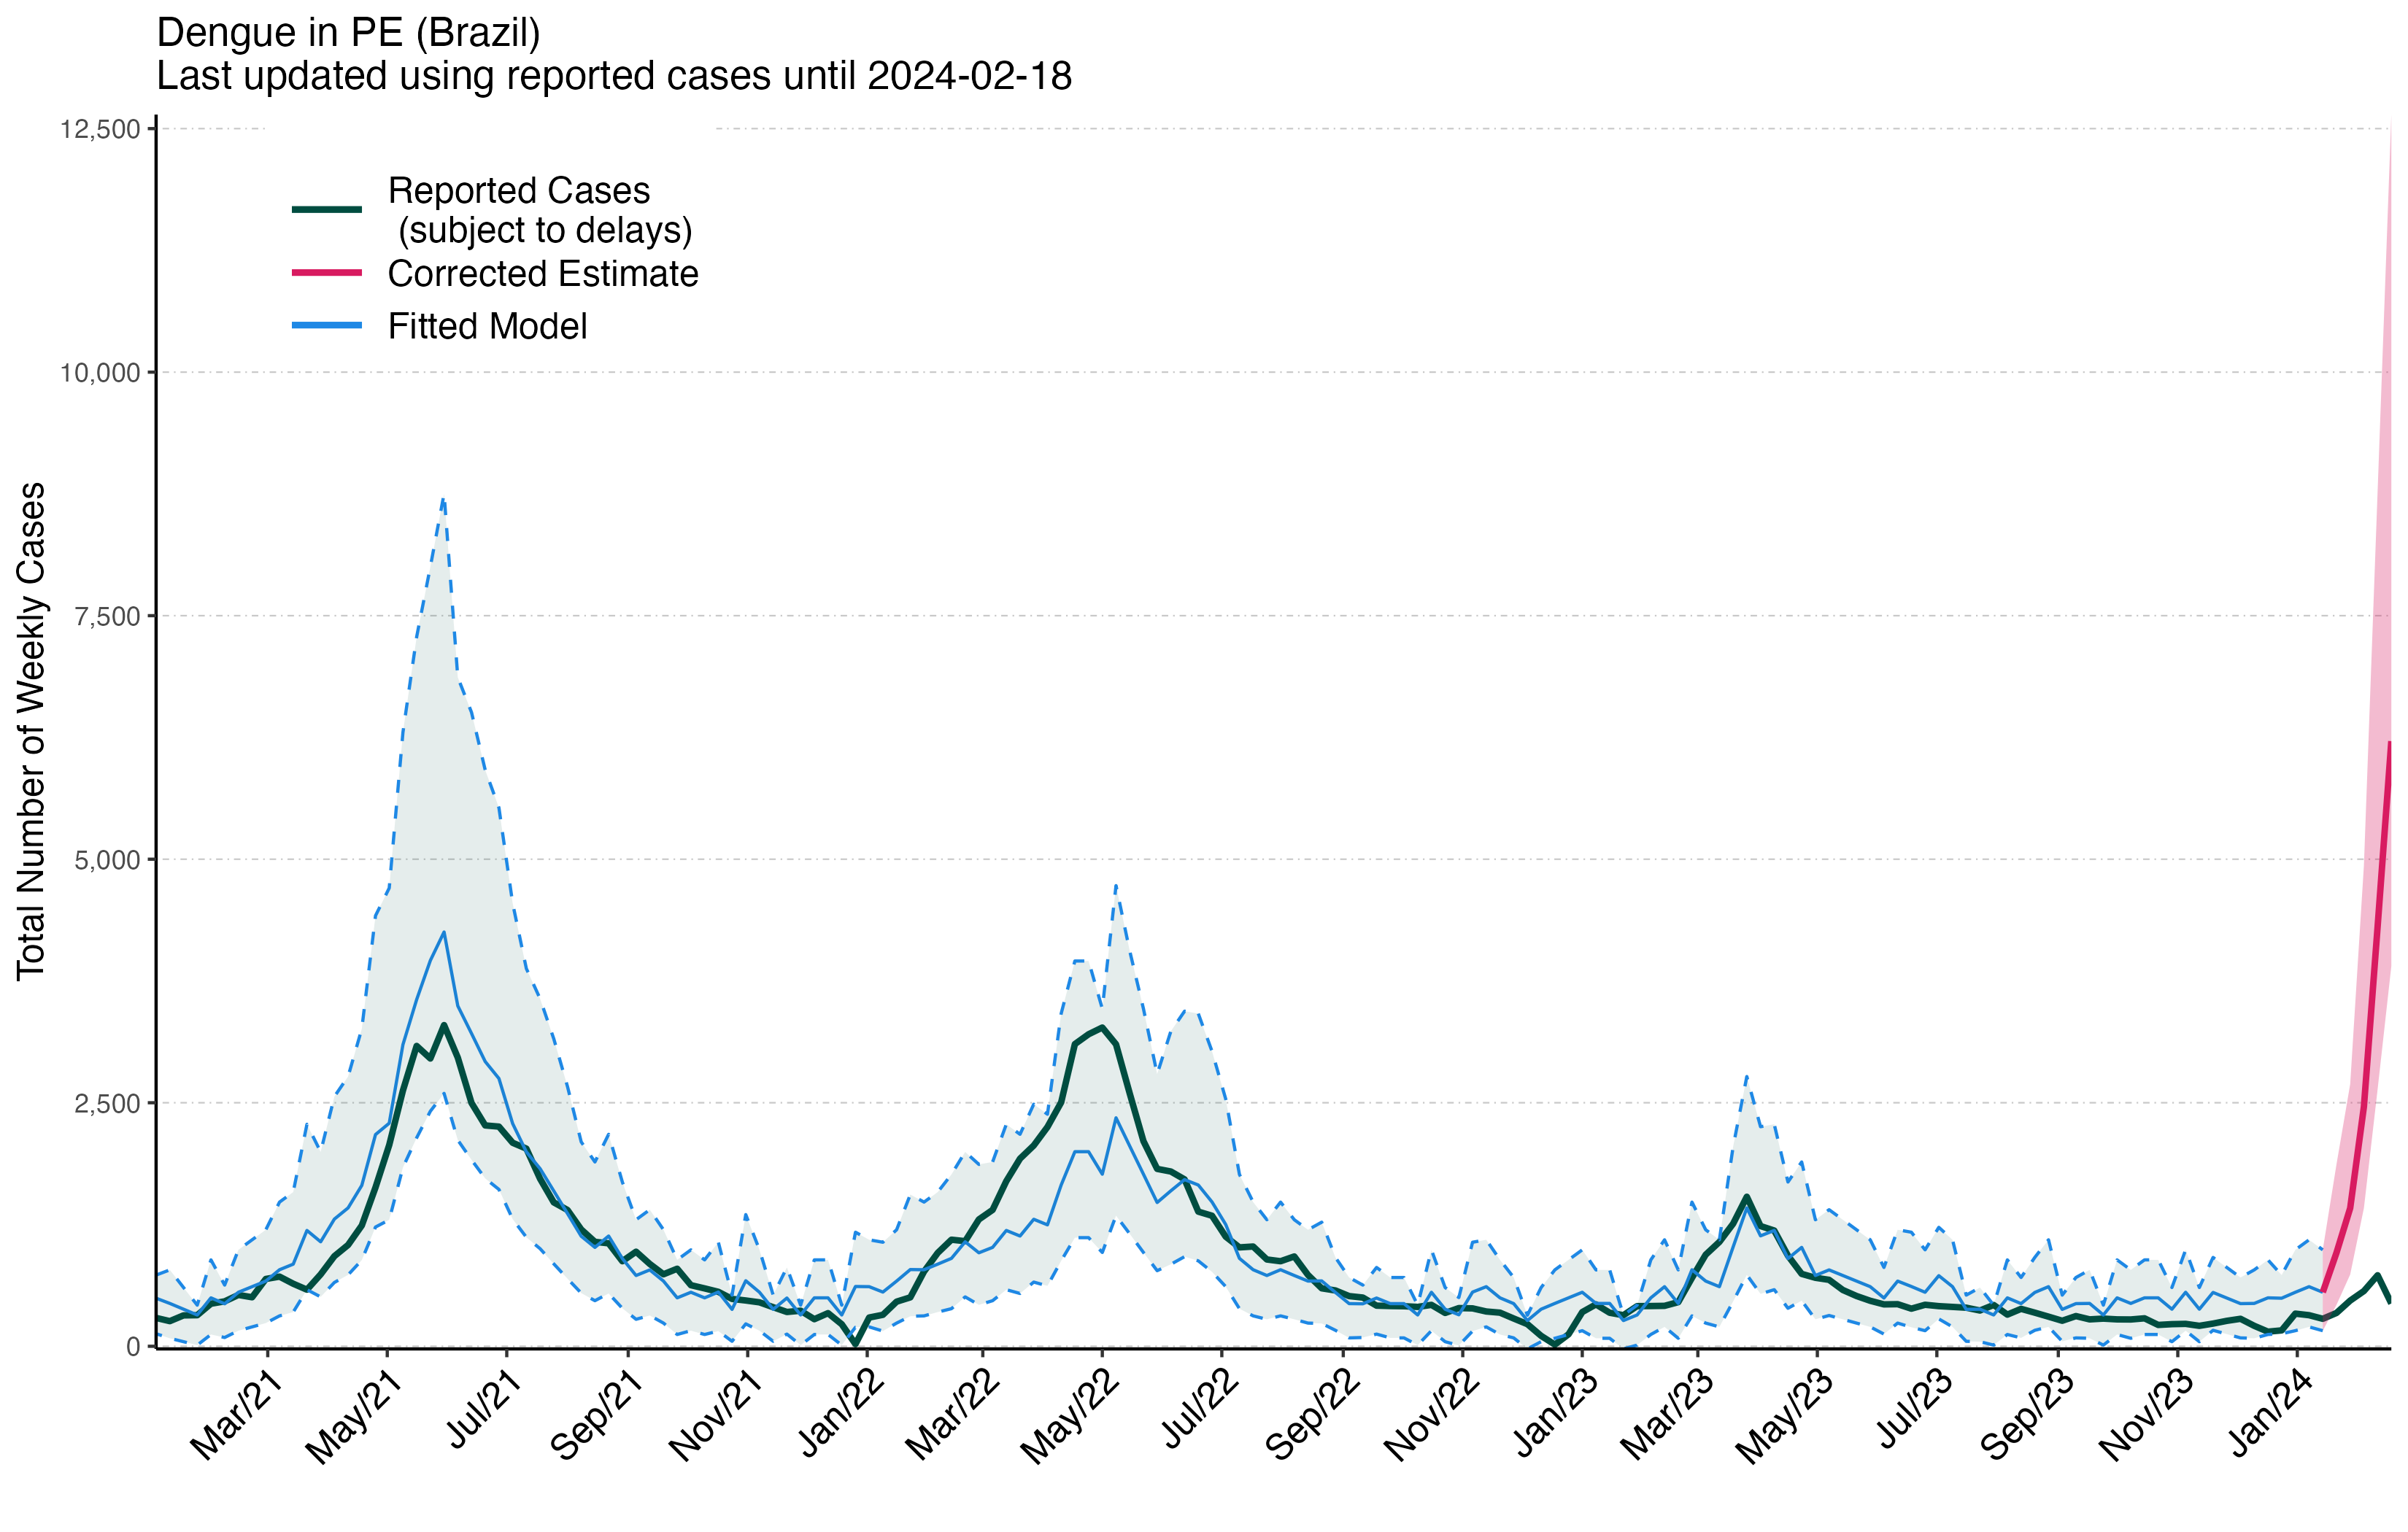 Dengue in PE (Brazil)
Last updated using reported cases until 2024-02-18
12,500
10,000
7,500
5,000
2,500
0
Total Number of Weekly Cases
Reported Cases
(subject to delays)
Corrected Estimate
Fitted Model
Mar/21
May/21
Jul/21
Sep/21
Nov/21
Jan/22
Mar/22
May/22
Jul/22
Sep/22
Nov/22
Jan/23
Mar/23
May/23
Jul/23
Sep/23
Nov/23
Jan/24